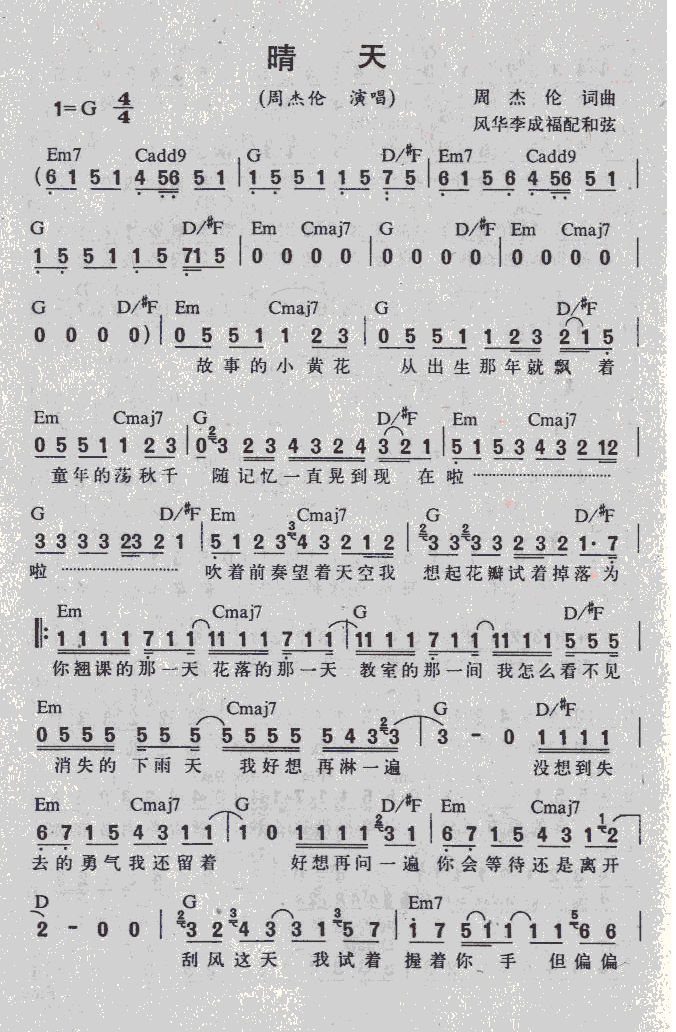 晴 天
(周杰伦 演唱)
周杰伦 词曲
1=G 4/4
风华李成福配和弦
Em7 Cadd9 G D/#F Em7 Cadd9
(6 1 5 1 4 56 5 1 | 1 5 5 1 1 5 7 5 | 6 1 5 6 4 56 5 1 |
G D/#F Em Cmaj7 G D/#F Em Cmaj7
1 5 5 1 1 5 71 5 | 0 0 0 0 | 0 0 0 0 | 0 0 0 0 |
G D/#F Em Cmaj7 G D/#F
0 0 0 0) | 0 5 5 1 1 2 3 | 0 5 5 1 1 2 3 2 1 5 |
故事的小黄花 从出生那年就飘着
Em Cmaj7 G D/#F Em Cmaj7
0 5 5 1 1 2 3 | 0 2 3 2 3 4 3 2 4 3 2 1 | 5 1 5 3 4 3 2 12 |
童年的荡秋千 随记忆一直晃到现 在 啦 ……………………
G D/#F Em Cmaj7 G D/#F
3 3 3 3 23 2 1 | 5 1 2 3 3 4 3 2 1 2 | 2 3 3 2 3 2 3 2 1· 7 |
啦 ………………… 吹着前奏望着天空我 想起花瓣试着掉落为
Em Cmaj7 G D/#F
1 1 1 1 7 1 1 11 1 1 7 1 1 | 11 1 1 7 1 1 11 1 1 5 5 5
你翘课的那一天 花落的那一天 教室的那一间 我怎么看不见
Em Cmaj7 G D/#F
0 5 5 5 5 5 5 5 5 5 5 5 4 3 2 3 | 3 - 0 1 1 1 1 |
消失的 下雨天 我好想 再淋一遍 没想到失
Em Cmaj7 G D/#F Em Cmaj7
6 7 1 5 4 3 1 1 | 1 0 1 1 1 1 2 3 1 | 6 7 1 5 4 3 1 1 2 |
去的勇气我还留着 好想再问一遍 你会等待还是离开
D G Em7
2 - 0 0 | 2 3 2 3 4 3 3 1 3 5 7 | 1 7 5 1 1 1 5 6 6 |
刮风这天 我试着 握着你 手 但偏偏